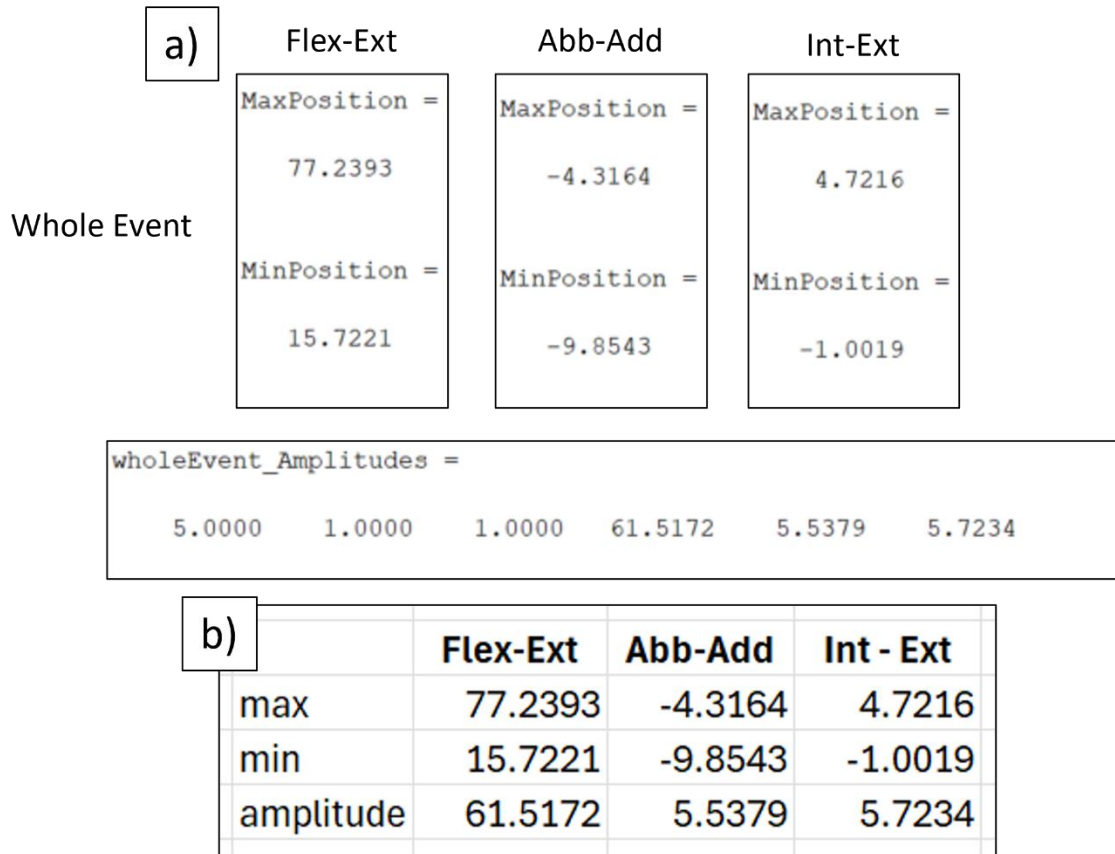 a)
Flex-Ext Abb-Add Int-Ext
MaxPosition = MaxPosition = MaxPosition =
77.2393 -4.3164 4.7216
Whole Event
MinPosition = MinPosition = MinPosition =
15.7221 -9.8543 -1.0019
wholeEvent_Amplitudes =
5.0000 1.0000 1.0000 61.5172 5.5379 5.7234
b)
Flex-Ext Abb-Add Int - Ext
max 77.2393 -4.3164 4.7216
min 15.7221 -9.8543 -1.0019
amplitude 61.5172 5.5379 5.7234